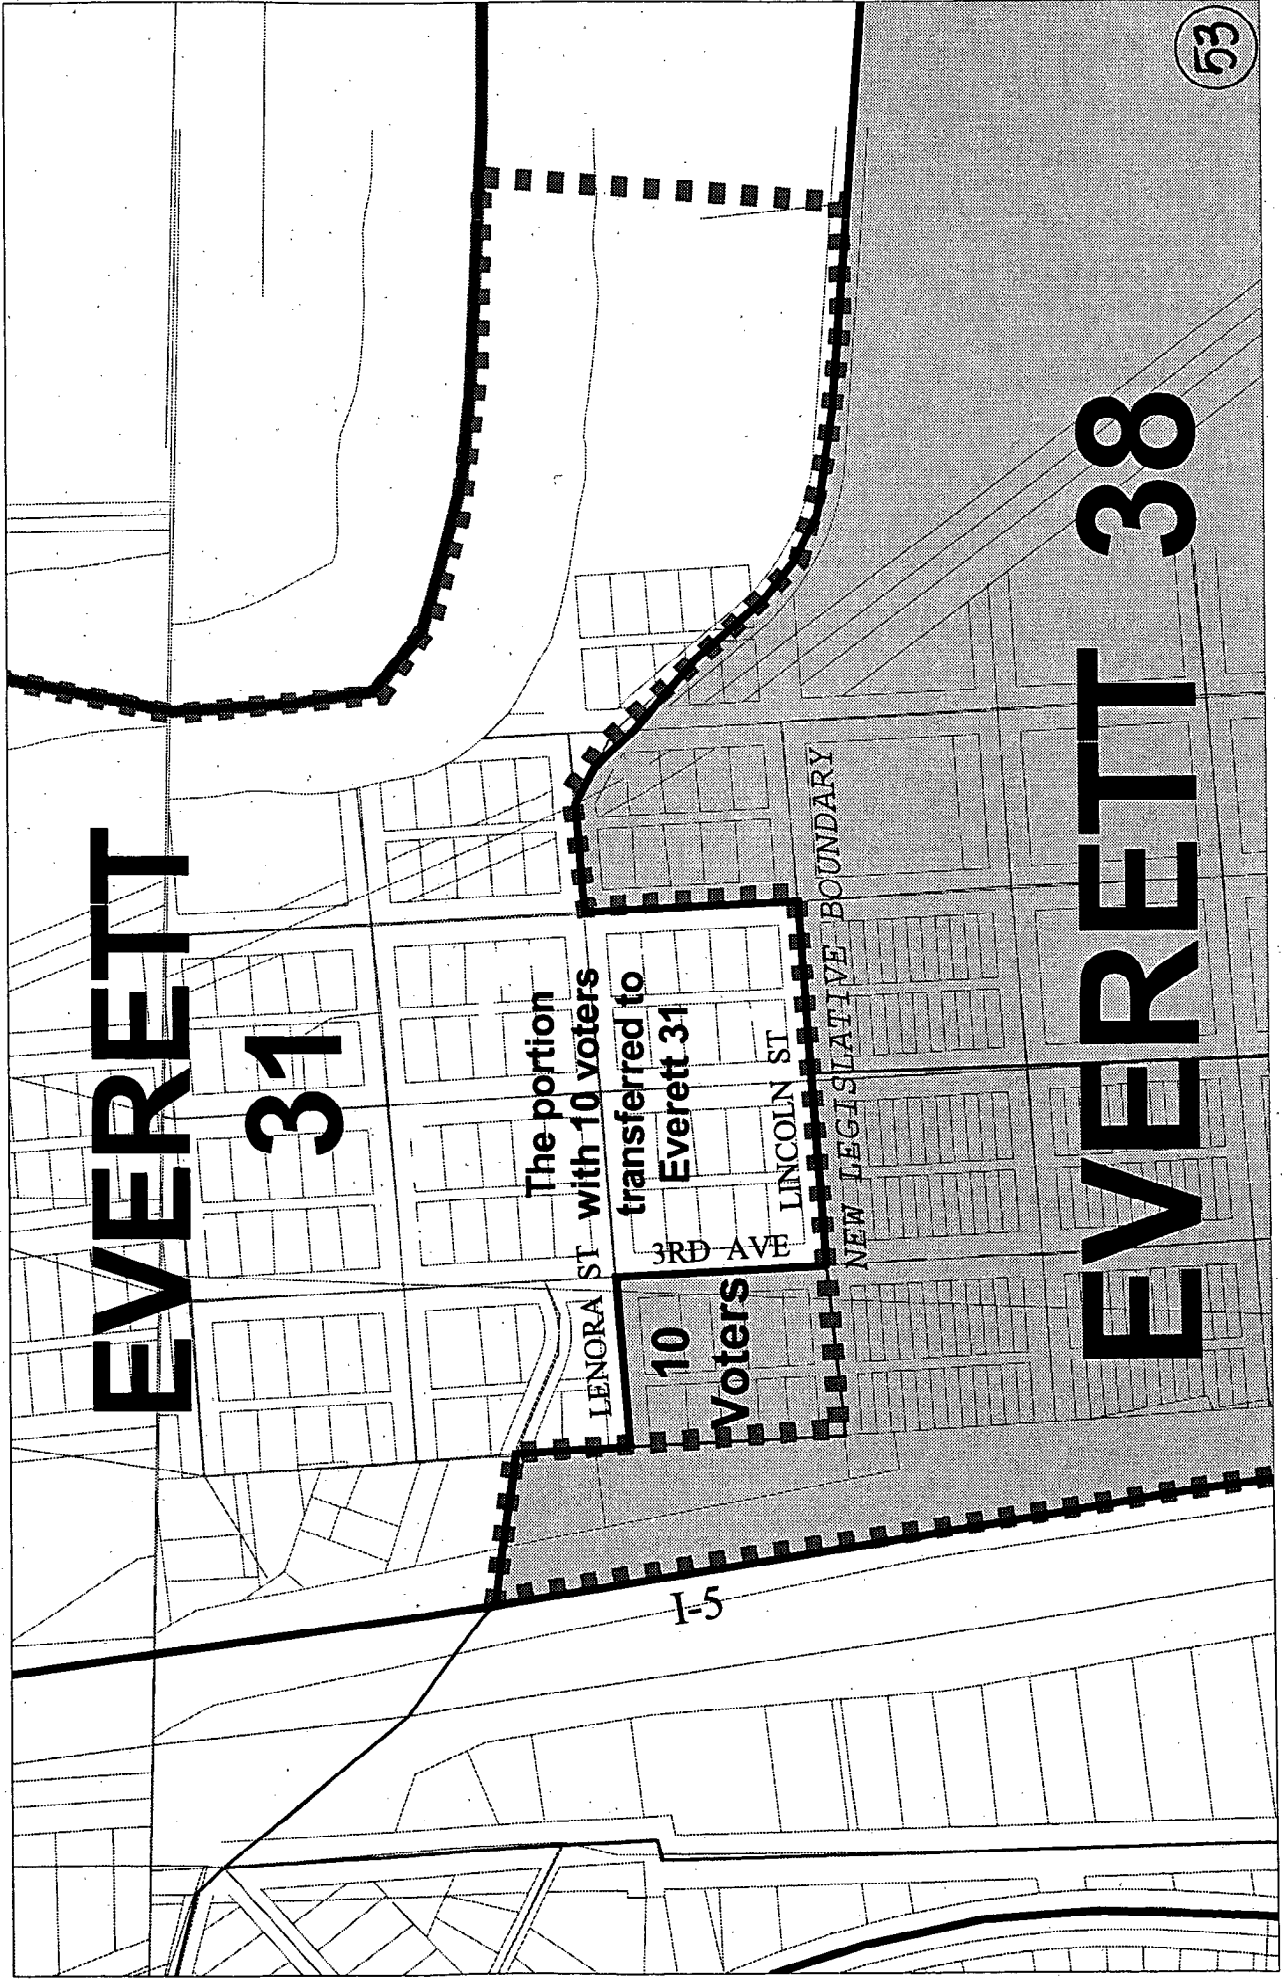 EVERETT
31
The portion
with 10 voters
transferred to
Everett 31
LENORA ST
3RD AVE
LINCOLN ST
10
Voters
NEW LEGISLATIVE BOUNDARY
I-5
EVERETT 38
53